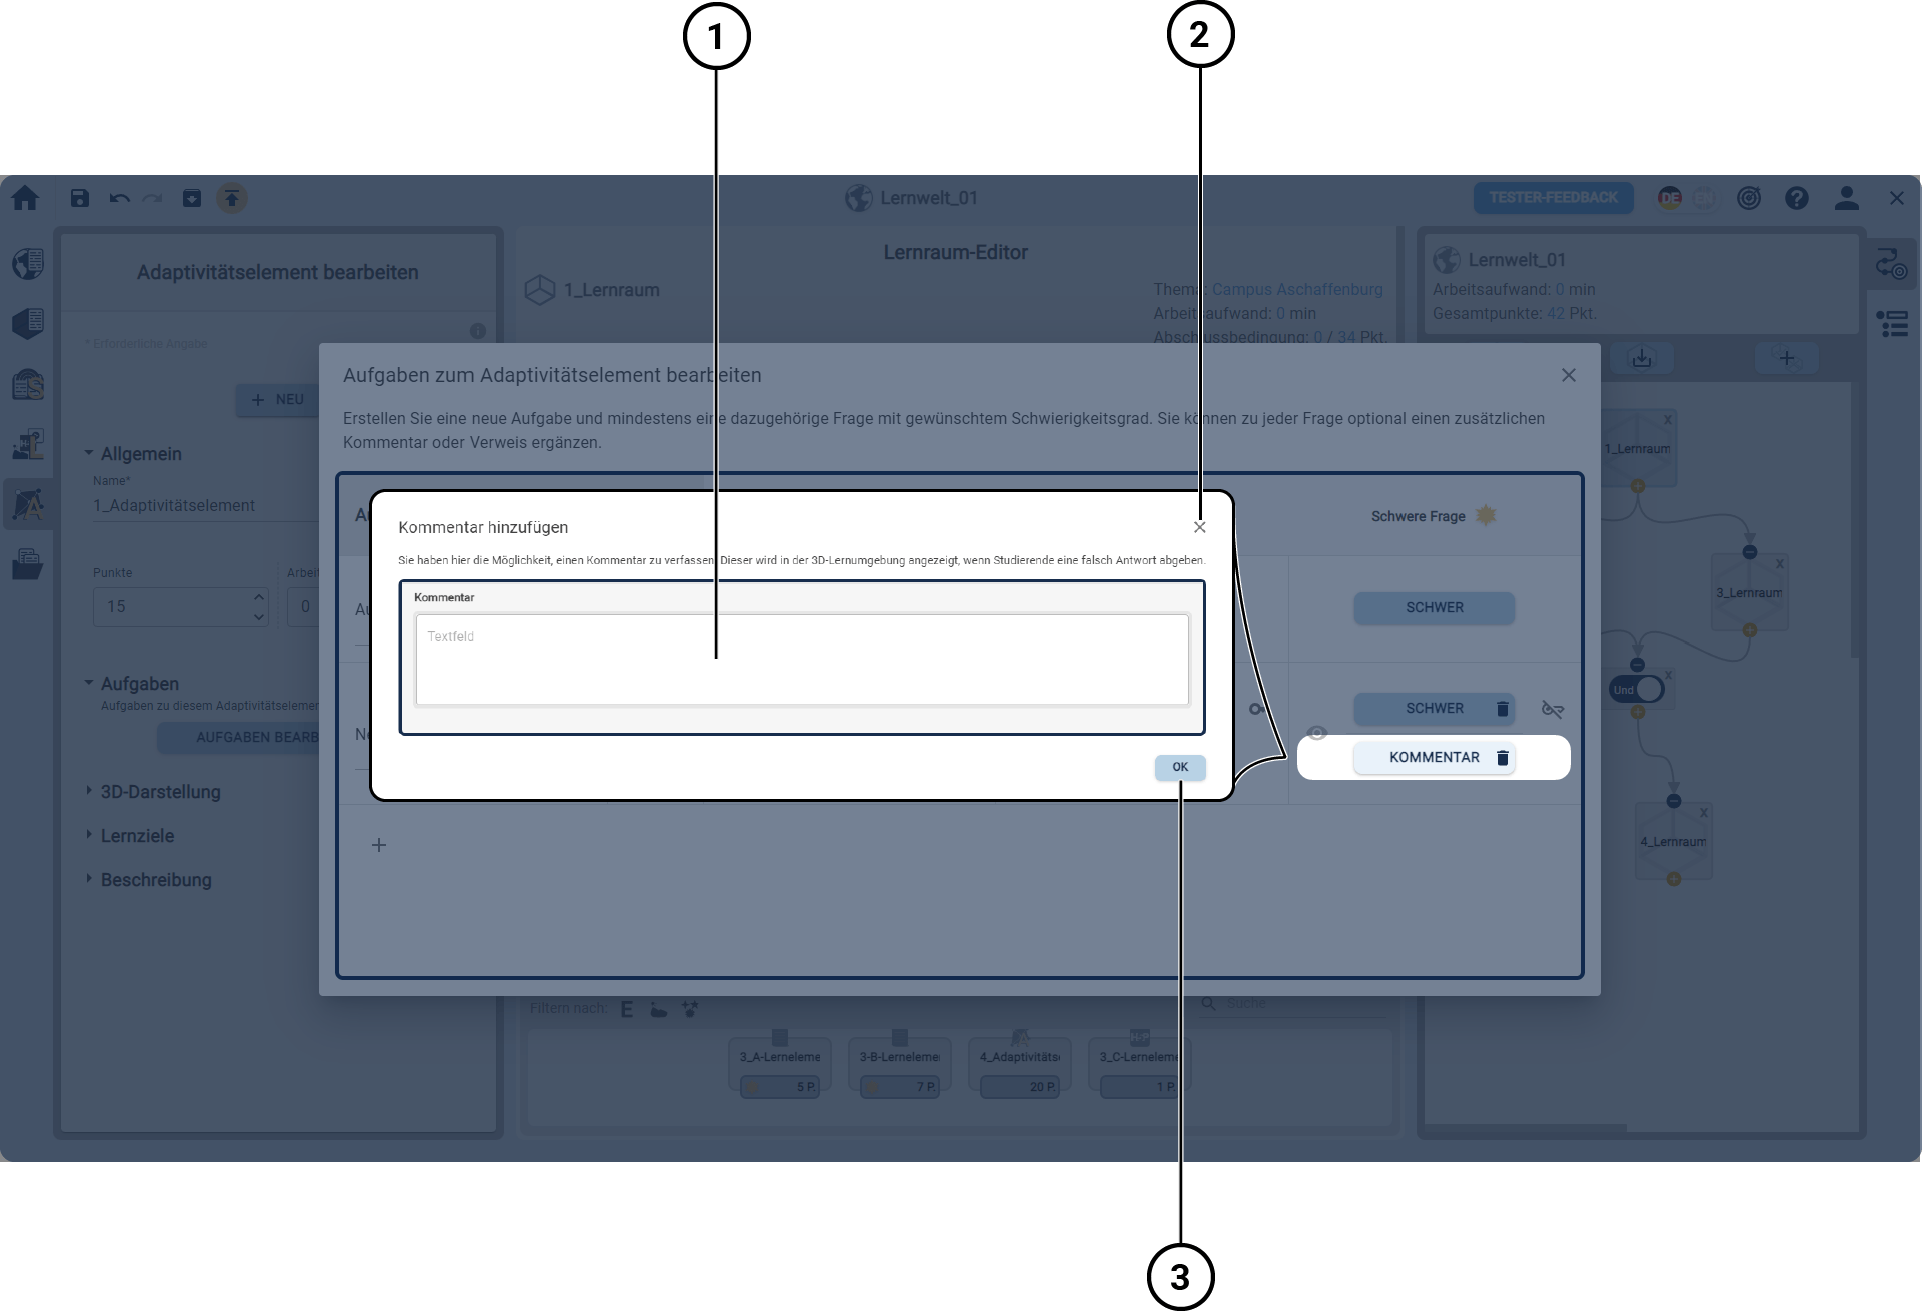 1
2
Lernwelt_01
TESTER-FEEDBACK
DE
EN
Adaptivitätselement bearbeiten
* Erforderliche Angabe
NEU
Allgemein
Name*
1_Adaptivitätselement
Punkte
15
Arbeit
0
Aufgaben
Aufgaben zu diesem Adaptivitätselemer
AUFGABEN BEARB
3D-Darstellung
Lernziele
Beschreibung
Lernraum-Editor
1_Lernraum
Thema: Campus Aschaffenburg
Arbeitsaufwand: 0 min
Abschlussbedingung: 0 / 34 Pkt.
Lernwelt_01
Arbeitsaufwand: 0 min
Gesamtpunkte: 42 Pkt.
Aufgaben zum Adaptivitätselement bearbeiten
Erstellen Sie eine neue Aufgabe und mindestens eine dazugehörige Frage mit gewünschtem Schwierigkeitsgrad. Sie können zu jeder Frage optional einen zusätzlichen
Kommentar oder Verweis ergänzen.
Schwere Frage
SCHWER
SCHWER
KOMMENTAR
Kommentar hinzufügen
Sie haben hier die Möglichkeit, einen Kommentar zu verfassen. Dieser wird in der 3D-Lernumgebung angezeigt, wenn Studierende eine falsch Antwort abgeben.
Kommentar
Textfeld
OK
1_Lernraum
X
3_Lernraum
X
Und
X
4_Lernraum
X
Filtern nach:
E
Suche
3_A-Lerneleme
5 P.
3-B-Lernelemen
7 P.
4_Adaptivitäts
20 P.
3_C-Lerneleme
1 P.
3